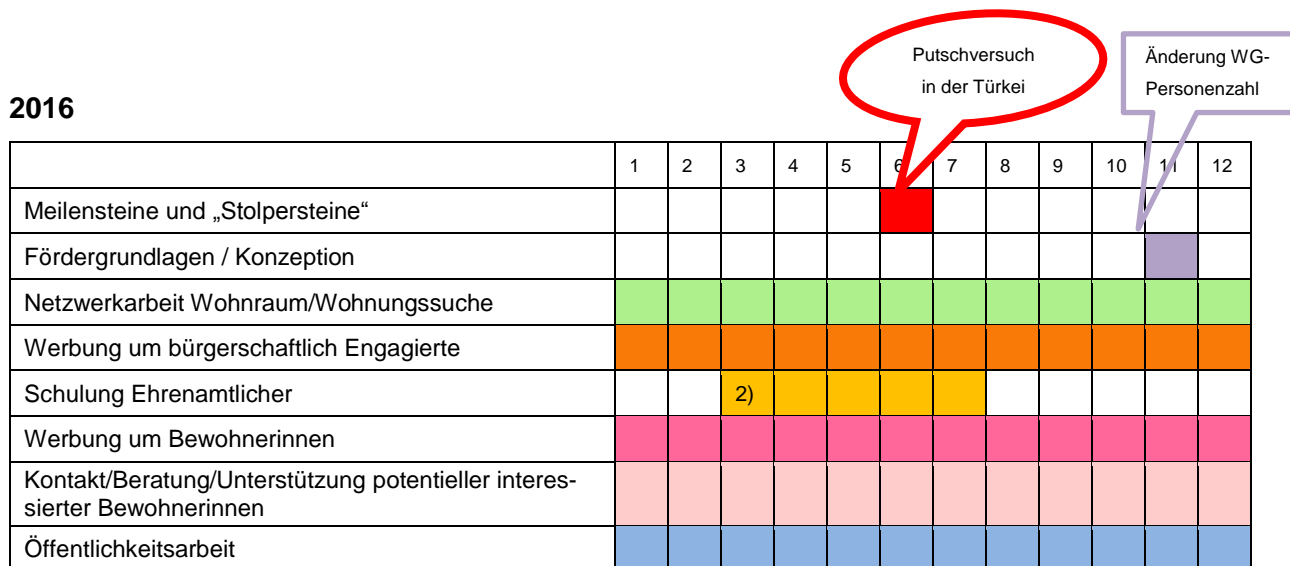 Putschversuch
in der Türkei
Änderung WG-
Personenzahl
2016
1 2 3 4 5 6 7 8 9 10 11 12
Meilensteine und „Stolpersteine“
Fördergrundlagen / Konzeption
Netzwerkarbeit Wohnraum/Wohnungssuche
Werbung um bürgerschaftlich Engagierte
Schulung Ehrenamtlicher 2)
Werbung um Bewohnerinnen
Kontakt/Beratung/Unterstützung potentieller interes-
sierter Bewohnerinnen
Öffentlichkeitsarbeit